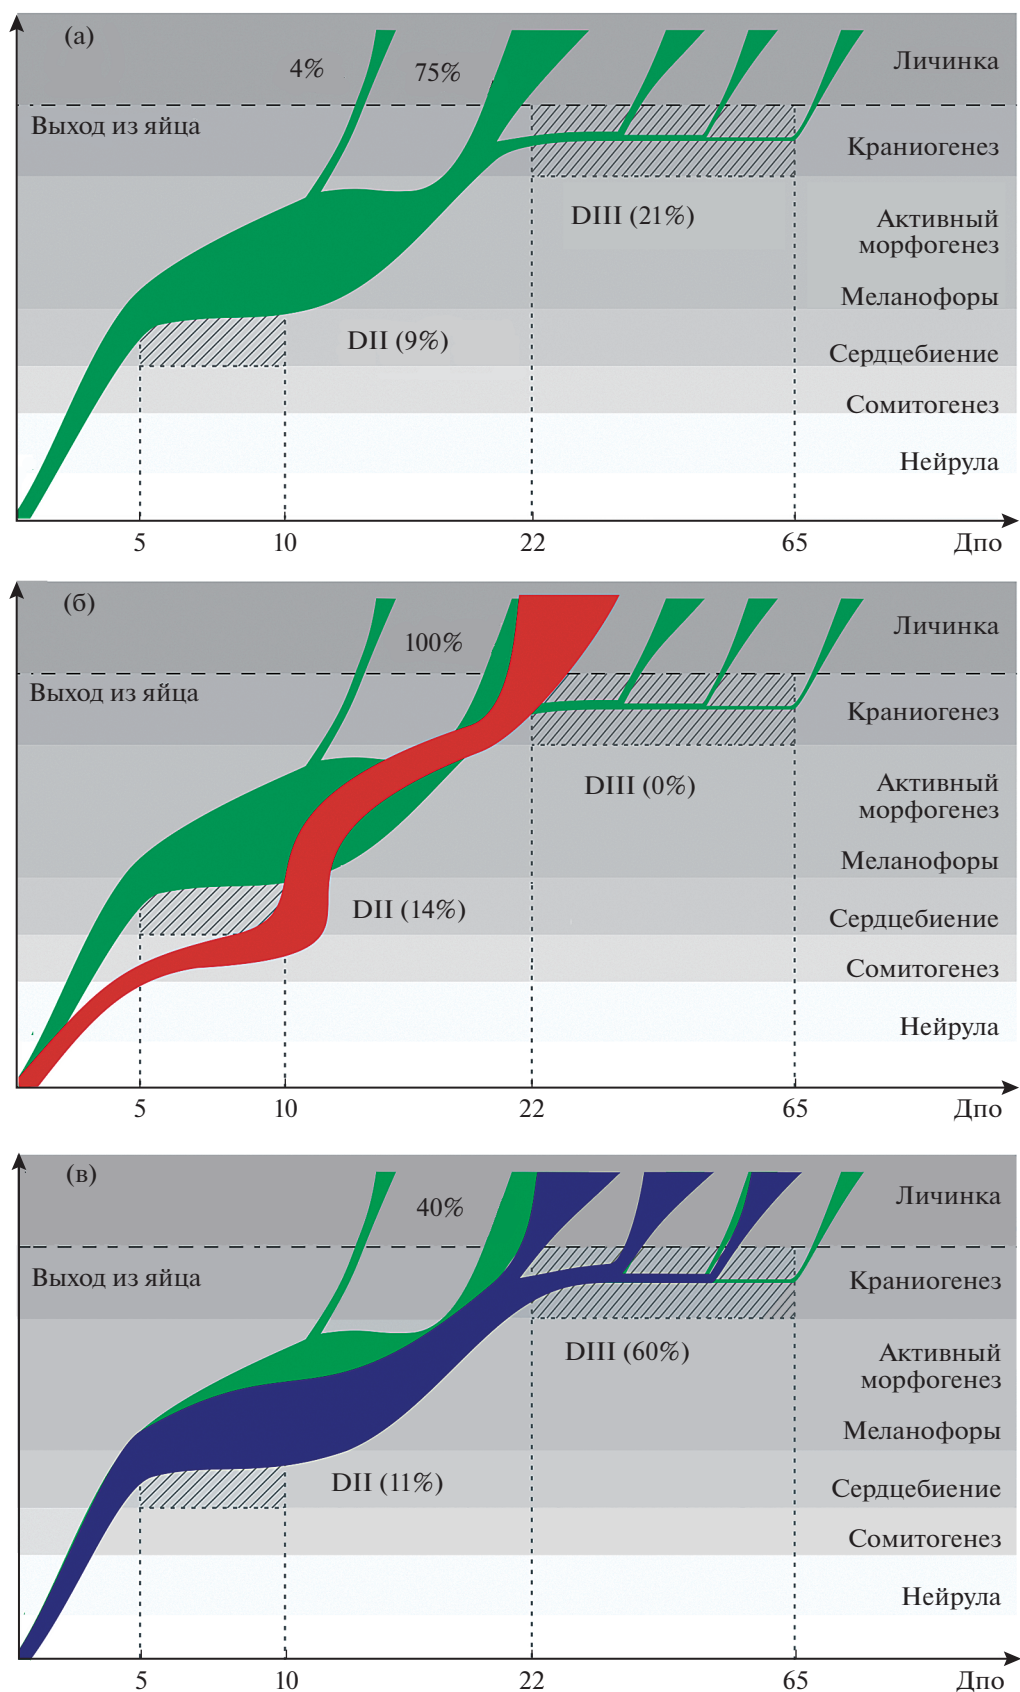 (а)
4%
75%
Личинка
Выход из яйца
Краниогенез
DIII (21%)
Активный
морфогенез
Меланофоры
DII (9%)
Сердцебиение
Сомитогенез
Нейрула
5
10
22
65
Дпо
(б)
100%
Личинка
Выход из яйца
Краниогенез
DIII (0%)
Активный
морфогенез
Меланофоры
DII (14%)
Сердцебиение
Сомитогенез
Нейрула
5
10
22
65
Дпо
(в)
40%
Личинка
Выход из яйца
Краниогенез
DIII (60%)
Активный
морфогенез
Меланофоры
DII (11%)
Сердцебиение
Сомитогенез
Нейрула
5
10
22
65
Дпо